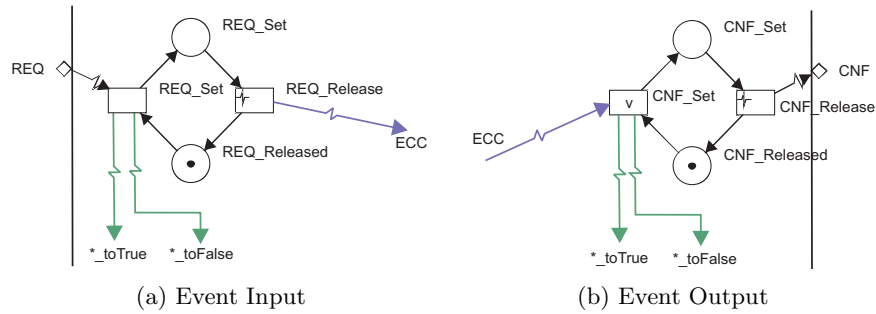 REQ_Set
REQ
REQ_Set
REQ_Release
ECC
REQ_Released
*_toTrue
*_toFalse
(a) Event Input
CNF_Set
CNF
v
CNF_Set
CNF_Release
ECC
CNF_Released
*_toTrue
*_toFalse
(b) Event Output